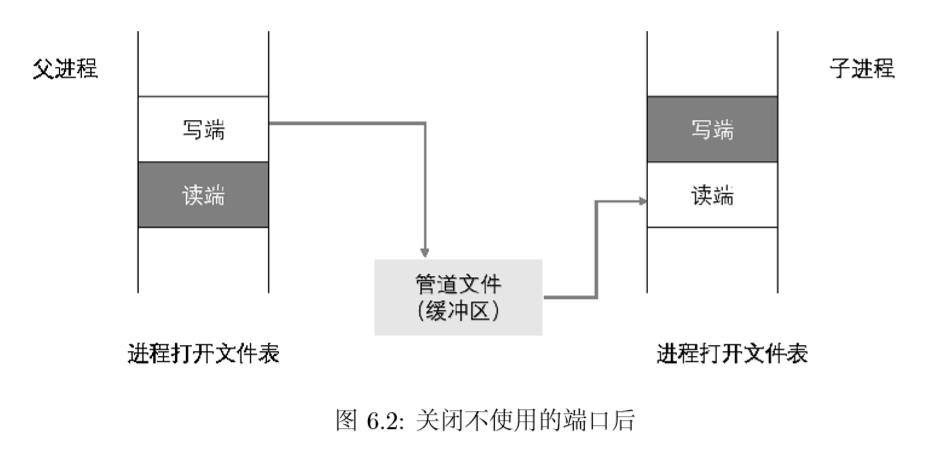 父进程
子进程
写端
写端
读端
读端
管道文件
(缓冲区)
进程打开文件表
进程打开文件表
图 6.2: 关闭不使用的端口后